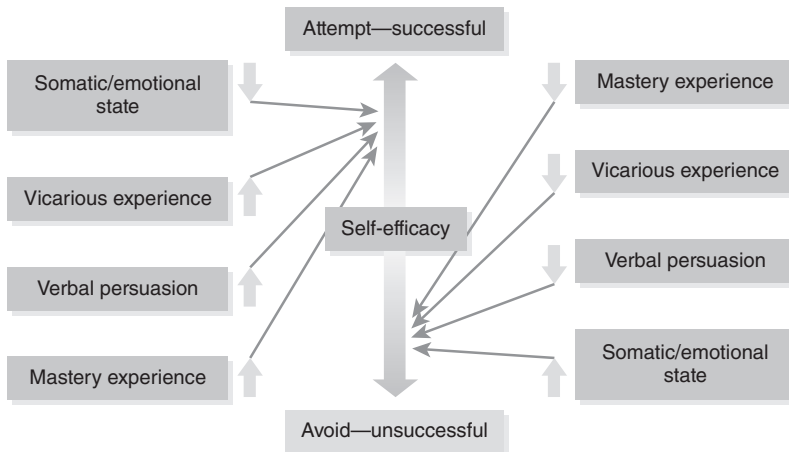 Attempt—successful
Somatic/emotional
state
Vicarious experience
Verbal persuasion
Mastery experience
Self-efficacy
Mastery experience
Vicarious experience
Verbal persuasion
Somatic/emotional
state
Avoid—unsuccessful